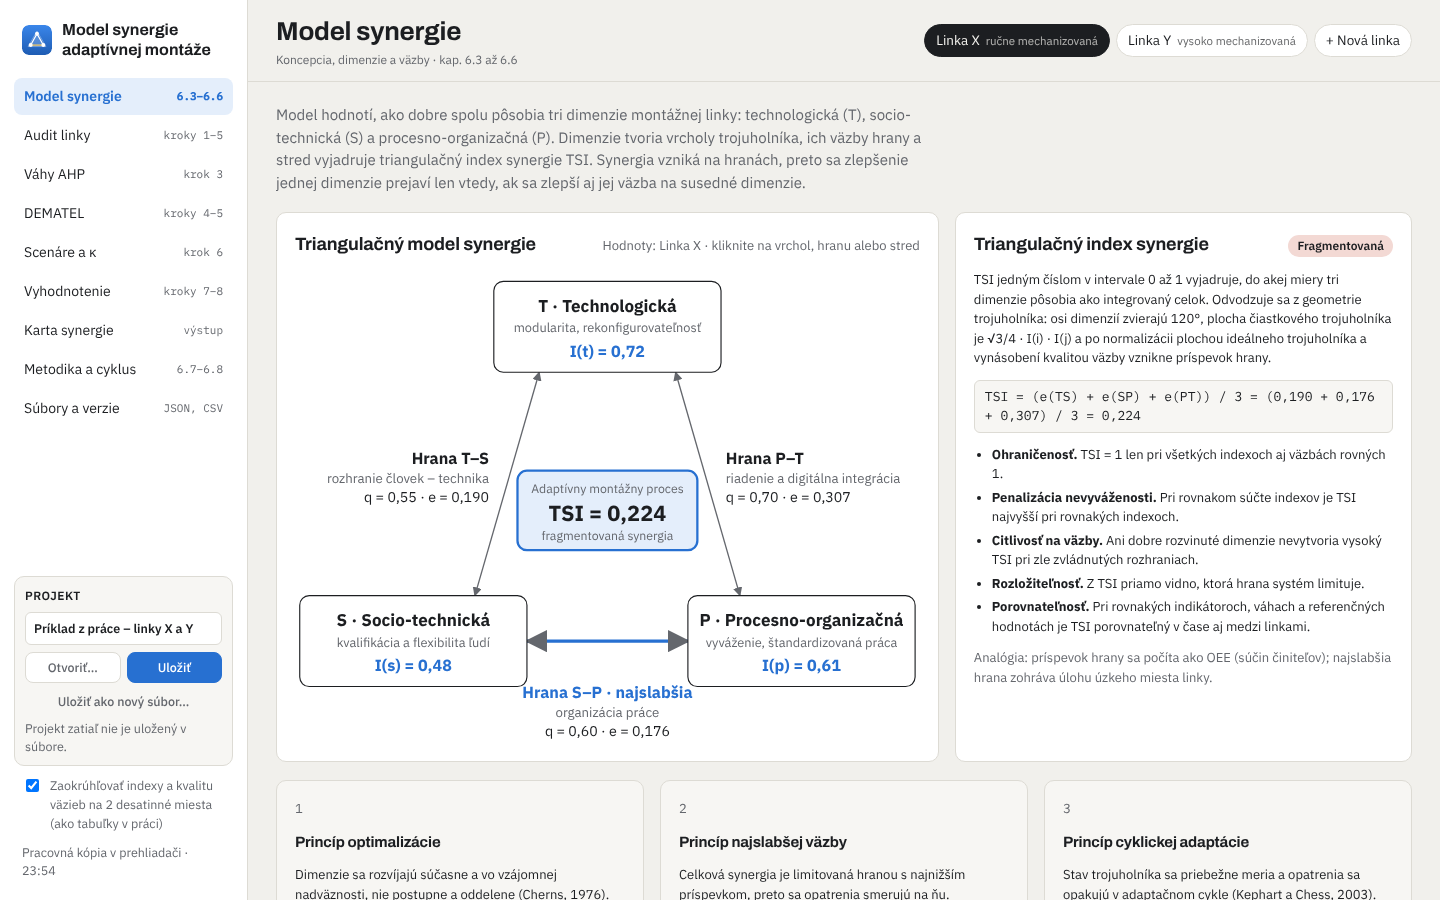 Model synergie
adaptívnej montáže
Model synergie 6.3–6.6
Audit linky kroky 1–5
Váhy AHP krok 3
DEMATEL kroky 4–5
Scenáre a κ krok 6
Vyhodnotenie kroky 7–8
Karta synergie výstup
Metodika a cyklus 6.7–6.8
Súbory a verzie JSON, CSV
PROJEKT
Príklad z práce – linky X a Y
Otvoriť… Uložiť
Uložiť ako nový súbor…
Projekt zatiaľ nie je uložený v
súbore.
Zaokrúhľovať indexy a kvalitu
väzieb na 2 desatinné miesta
(ako tabuľky v práci)
Pracovná kópia v prehliadači ·
23:54
Model synergie
Koncepcia, dimenzie a väzby · kap. 6.3 až 6.6
Linka X ručne mechanizovaná
Linka Y vysoko mechanizovaná
+ Nová linka
Model hodnotí, ako dobre spolu pôsobia tri dimenzie montážnej linky: technologická (T), socio-
technická (S) a procesno-organizačná (P). Dimenzie tvoria vrcholy trojuholníka, ich väzby hrany a
stred vyjadruje triangulačný index synergie TSI. Synergia vzniká na hranách, preto sa zlepšenie
jednej dimenzie prejaví len vtedy, ak sa zlepší aj jej väzba na susedné dimenzie.
Triangulačný model synergie
Hodnoty: Linka X · kliknite na vrchol, hranu alebo stred
T · Technologická
modularita, rekonfigurovateľnosť
I(t) = 0,72
Hrana T–S
rozhranie človek – technika
q = 0,55 · e = 0,190
Adaptívny montážny proces
TSI = 0,224
fragmentovaná synergia
Hrana P–T
riadenie a digitálna integrácia
q = 0,70 · e = 0,307
S · Socio-technická
kvalifikácia a flexibilita ľudí
I(s) = 0,48
P · Procesno-organizačná
vyváženie, štandardizovaná práca
I(p) = 0,61
Hrana S–P · najslabšia
organizácia práce
q = 0,60 · e = 0,176
Triangulačný index synergie
Fragmentovaná
TSI jedným číslom v intervale 0 až 1 vyjadruje, do akej miery tri
dimenzie pôsobia ako integrovaný celok. Odvodzuje sa z geometrie
trojuholníka: osi dimenzií zvierajú 120°, plocha čiastkového trojuholníka
je √3/4 · I(i) · I(j) a po normalizácii plochou ideálneho trojuholníka a
vynásobení kvalitou väzby vznikne príspevok hrany.
TSI = (e(TS) + e(SP) + e(PT)) / 3 = (0,190 + 0,176
+ 0,307) / 3 = 0,224
• Ohraničenosť. TSI = 1 len pri všetkých indexoch aj väzbách rovných
1.
• Penalizácia nevyváženosti. Pri rovnakom súčte indexov je TSI
najvyšší pri rovnakých indexoch.
• Citlivosť na väzby. Ani dobre rozvinuté dimenzie nevytvoria vysoký
TSI pri zle zvládnutých rozhraniach.
• Rozložiteľnosť. Z TSI priamo vidno, ktorá hrana systém limituje.
• Porovnateľnosť. Pri rovnakých indikátoroch, váhach a referenčných
hodnotách je TSI porovnateľný v čase aj medzi linkami.
Analógia: príspevok hrany sa počíta ako OEE (súčin činiteľov); najslabšia
hrana zohráva úlohu úzkeho miesta linky.
1
Princíp optimalizácie
Dimenzie sa rozvíjajú súčasne a vo vzájomnej
nadväznosti, nie postupne a oddelene (Cherns, 1976).
2
Princíp najslabšej väzby
Celková synergia je limitovaná hranou s najnižším
príspevkom, preto sa opatrenia smerujú na ňu.
3
Princíp cyklickej adaptácie
Stav trojuholníka sa priebežne meria a opatrenia sa
opakujú v adaptačnom cykle (Kephart a Chess, 2003).